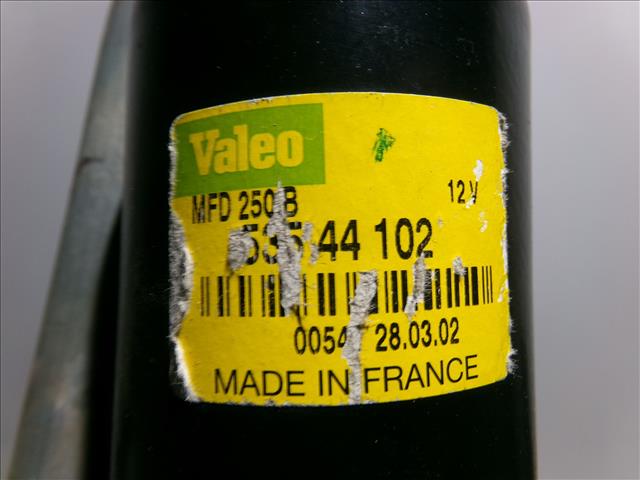 Valeo
MFD 250 B 12 V
44 102
28.03.02
MADE IN FRANCE